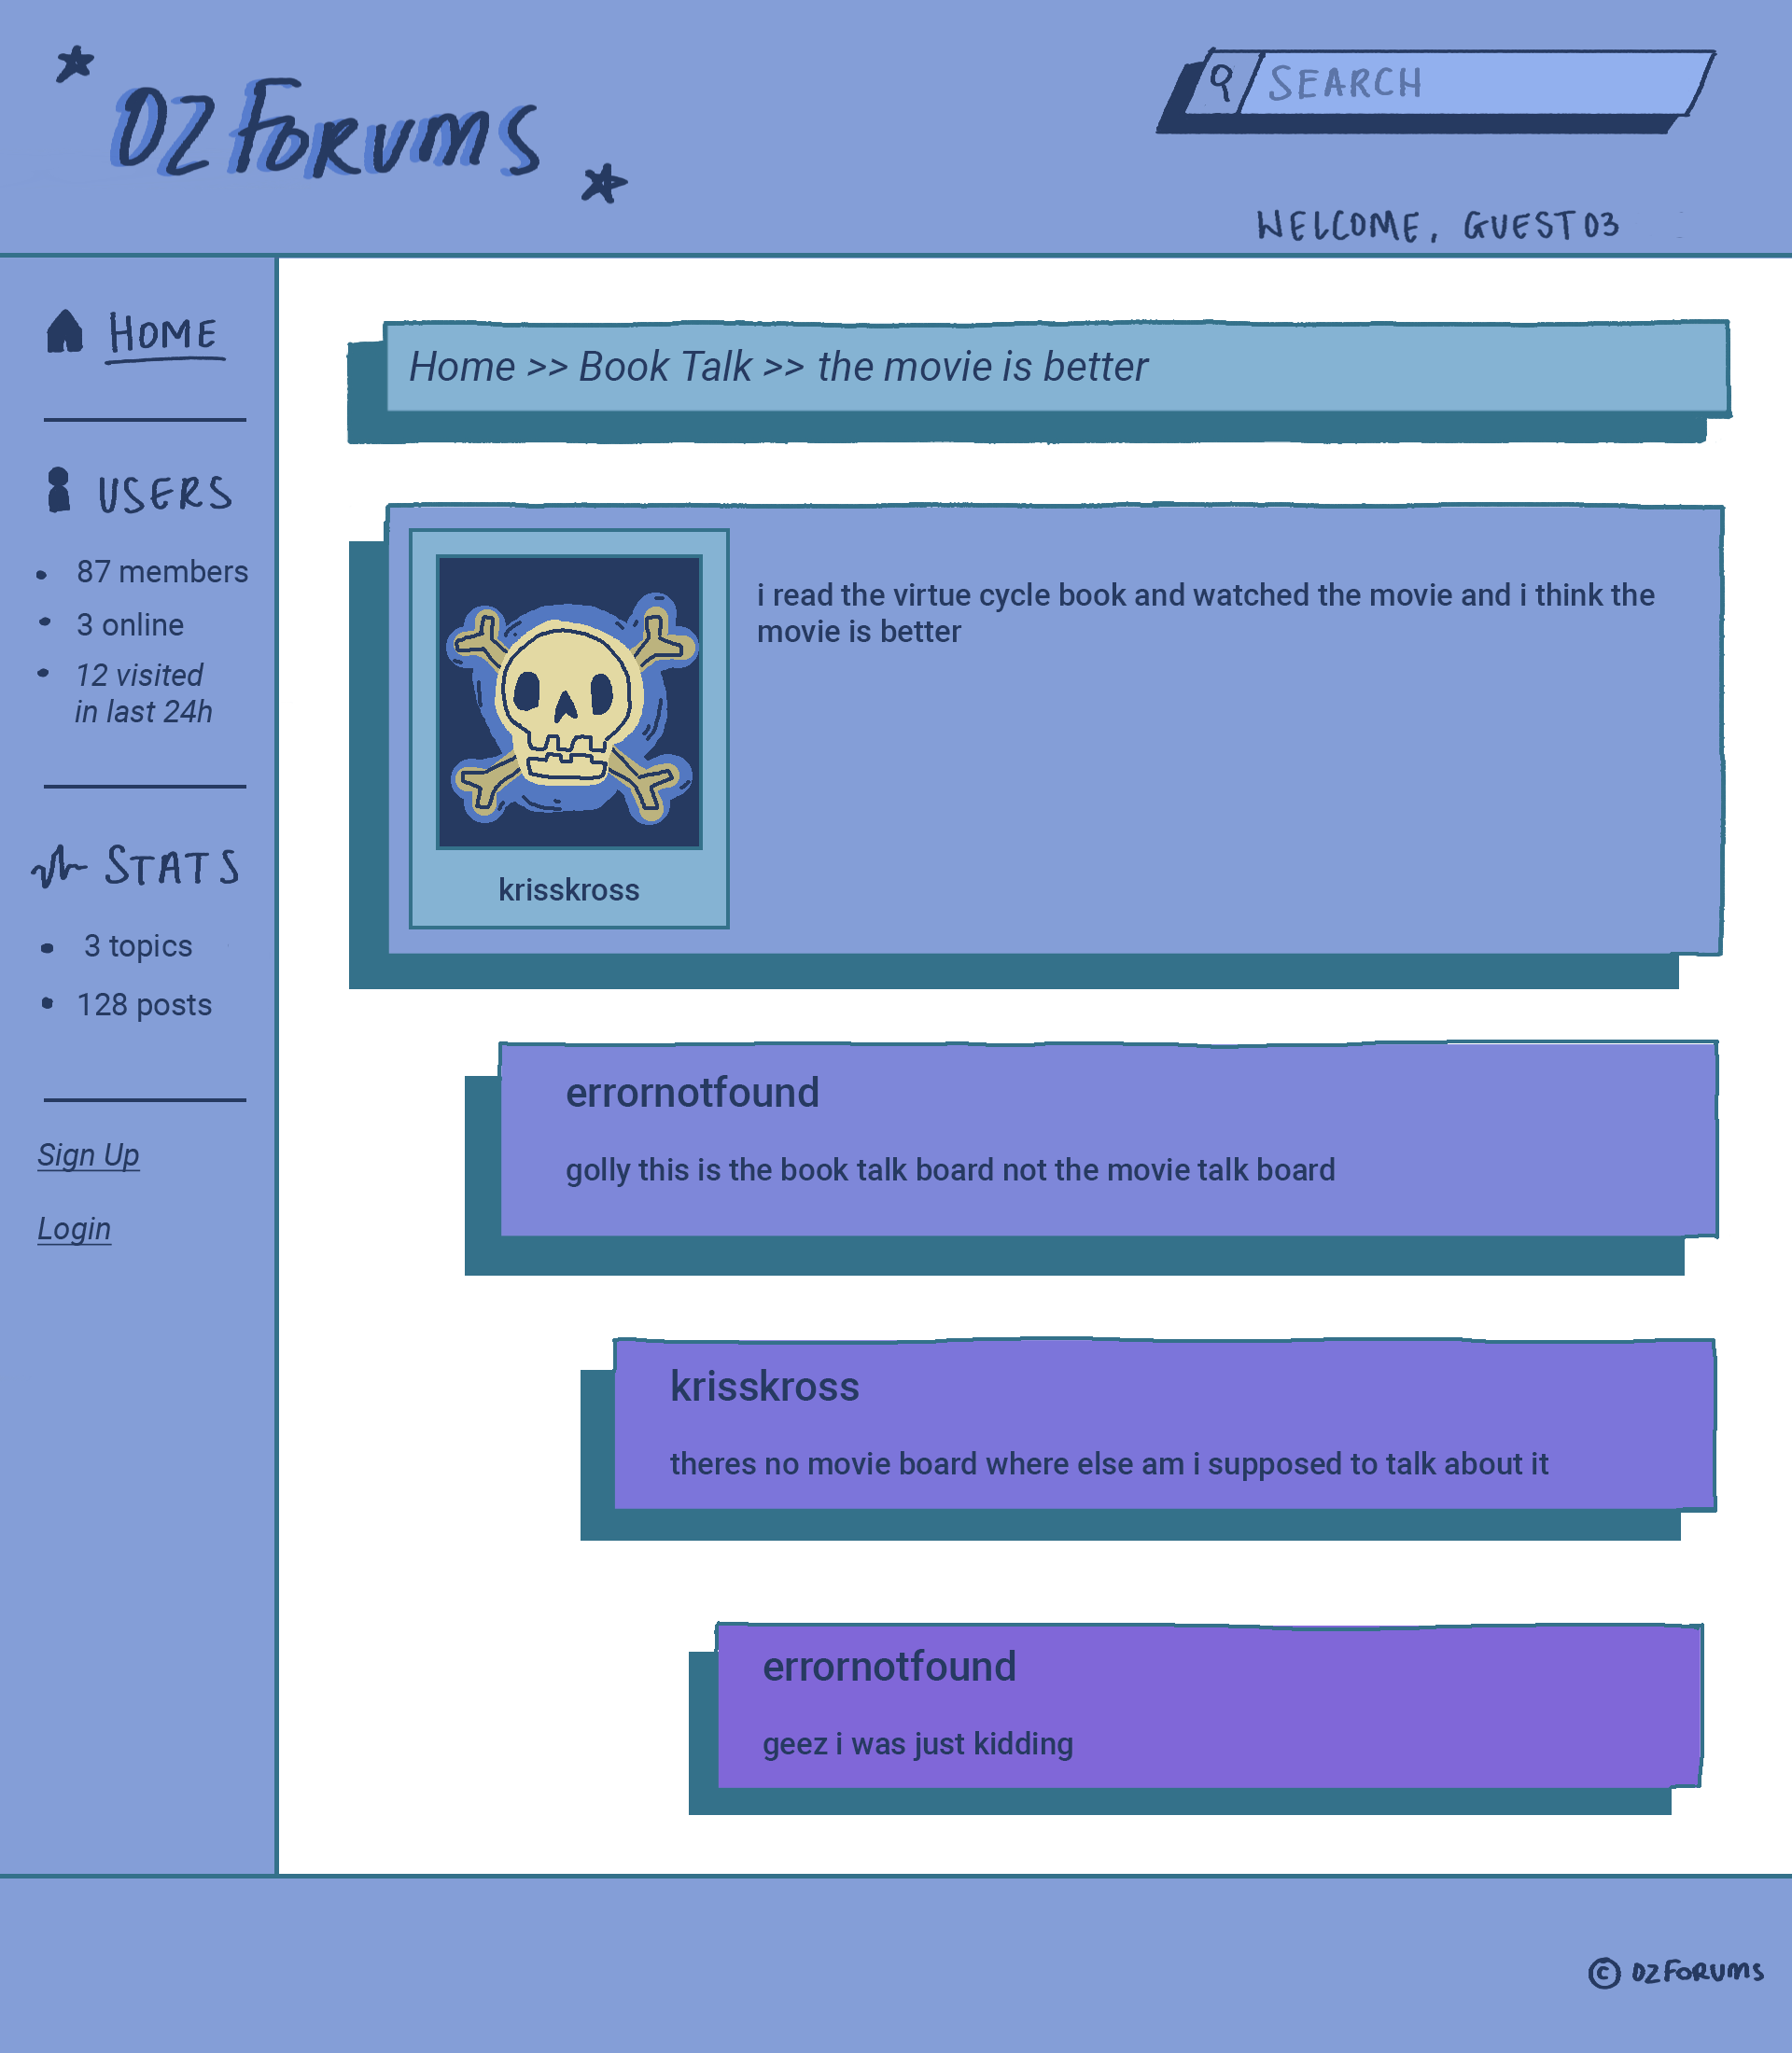 DZ FORUMS
SEARCH
WELCOME, GUEST03
HOME
USERS
87 members
3 online
12 visited
in last 24h
STATS
3 topics
128 posts
Sign Up
Login
Home >> Book Talk >> the movie is better
i read the virtue cycle book and watched the movie and i think the
movie is better
krisskross
errornotfound
golly this is the book talk board not the movie talk board
krisskross
theres no movie board where else am i supposed to talk about it
errornotfound
geez i was just kidding
© DZFORUMS